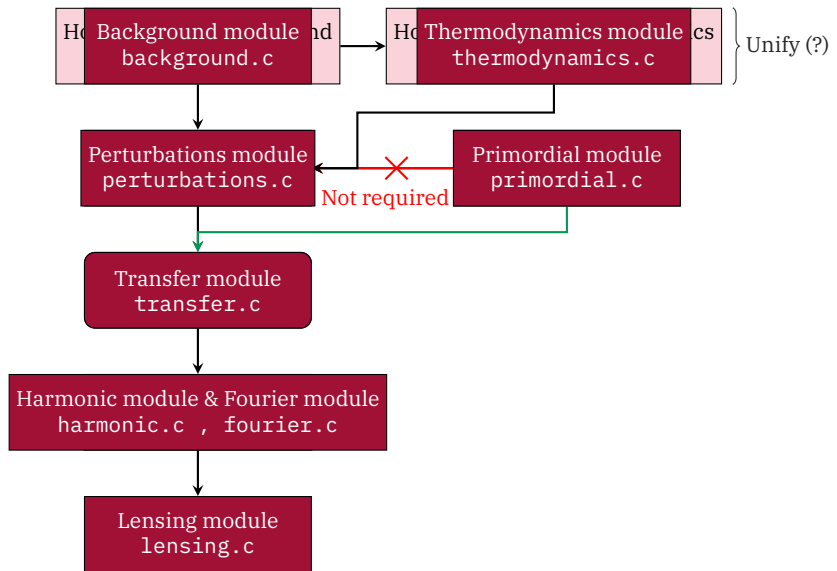 Background module
background.c
Thermodynamics module
thermodynamics.c
Unify (?)
Perturbations module
perturbations.c
Not required
Primordial module
primordial.c
Transfer module
transfer.c
Harmonic module & Fourier module
harmonic.c , fourier.c
Lensing module
lensing.c